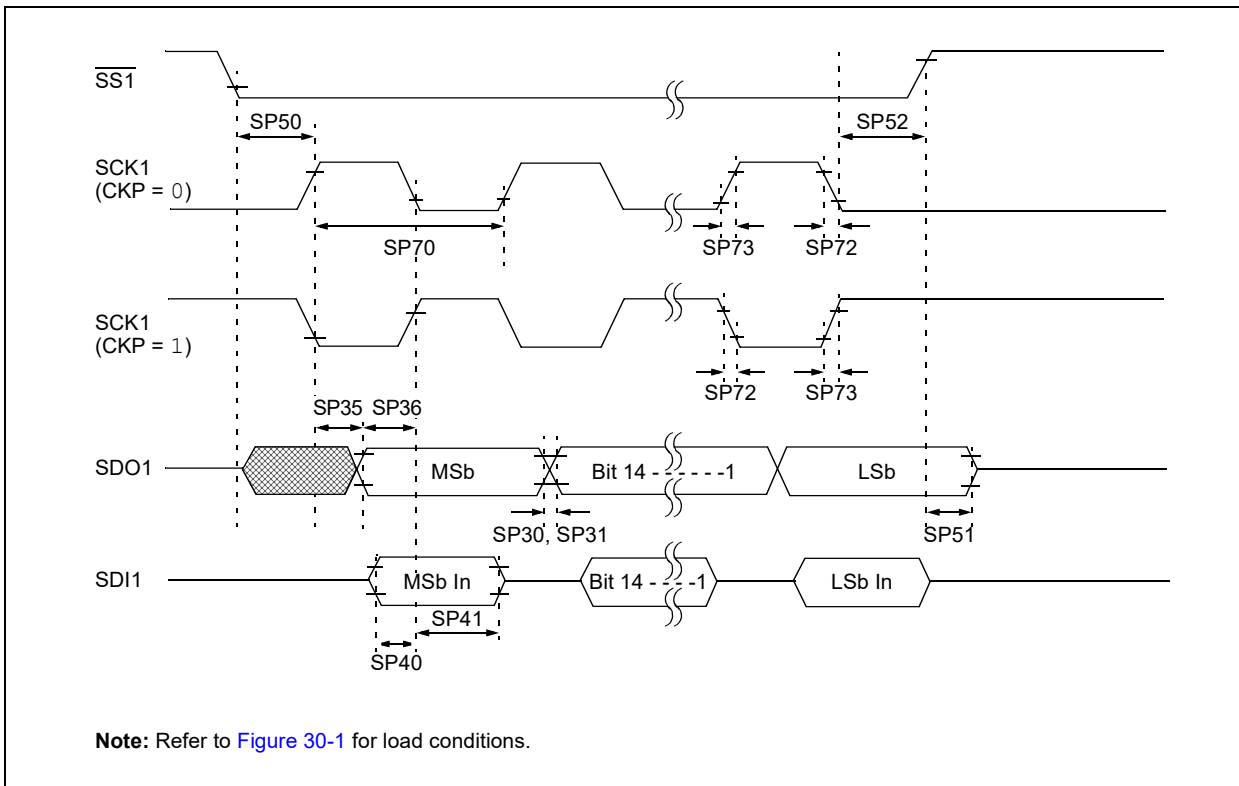 SS1
SP50
SP52
SCK1
(CKP = 0)
SP70
SP73
SP72
SCK1
(CKP = 1)
SP72
SP73
SP35
SP36
SDO1
MSb
Bit 14 - - - - - -1
LSb
SP30, SP31
SP51
SDI1
MSb In
Bit 14 - - - -1
LSb In
SP41
SP40
Note: Refer to Figure 30-1 for load conditions.